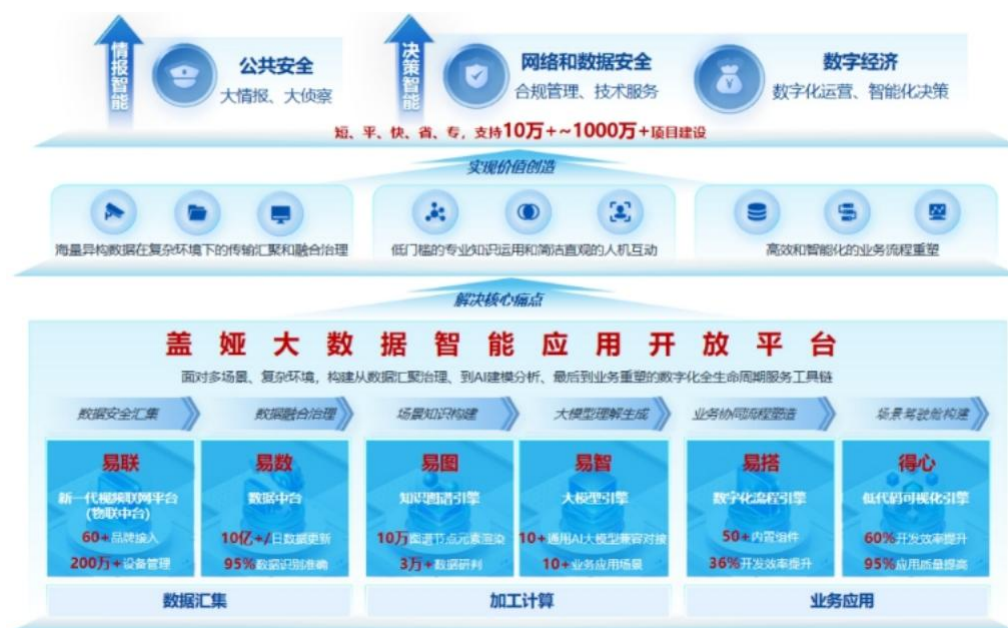 情报智能
公共安全
大情报、大侦察
决策智能
网络和数据安全
合规管理、技术服务
数字经济
数字化运营、智能化决策
短、平、快、省、专，支持10万+~1000万+项目建设
实现价值创造
海量异构数据在复杂环境下的传输汇聚和融合治理
低门槛的专业知识运用和简洁直观的人机互动
高效和智能化的业务流程重塑
解决核心痛点
盖娅大数据智能应用开放平台
面对多场景、复杂环境，构建从数据汇聚治理、到AI建模分析、最后到业务重塑的数字化全生命周期服务工具链
数据安全汇集
数据融合治理
场景知识构建
大模型理解生成
业务协同流程塑造
场景驾驶舱构建
易联
新一代视频联网平台
(物联中台)
60+品牌接入
200万+设备管理
易数
数据中台
10亿+/日数据更新
95%数据识别准确
易图
知识图谱引擎
10万图谱节点元素渲染
3万+数据研判
易智
大模型引擎
10+通用AI大模型兼容对接
10+业务应用场景
易搭
数字化流程引擎
50+内置组件
36%开发效率提升
得心
低代码可视化引擎
60%开发效率提升
95%应用质量提高
数据汇集
加工计算
业务应用